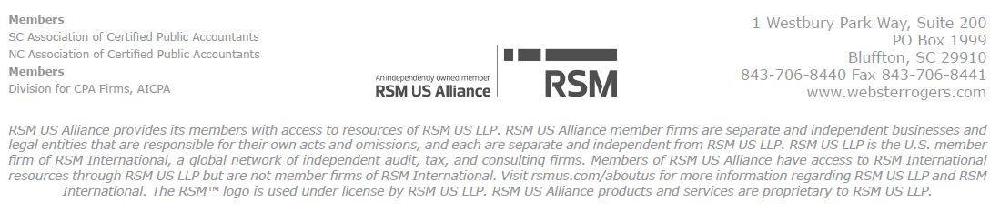 Members
SC Association of Certified Public Accountants
NC Association of Certified Public Accountants
Members
Division for CPA Firms, AICPA
An independently owned member
RSM US Alliance
RSM
1 Westbury Park Way, Suite 200
PO Box 1999
Bluffton, SC 29910
843-706-8440 Fax 843-706-8441
www.websterrogers.com
RSM US Alliance provides its members with access to resources of RSM US LLP. RSM US Alliance member firms are separate and independent businesses and
legal entities that are responsible for their own acts and omissions, and each are separate and independent from RSM US LLP. RSM US LLP is the U.S. member
firm of RSM International, a global network of independent audit, tax, and consulting firms. Members of RSM US Alliance have access to RSM International
resources through RSM US LLP but are not member firms of RSM International. Visit rsmus.com/aboutus for more information regarding RSM US LLP and RSM
International. The RSM™ logo is used under license by RSM US LLP. RSM US Alliance products and services are proprietary to RSM US LLP.